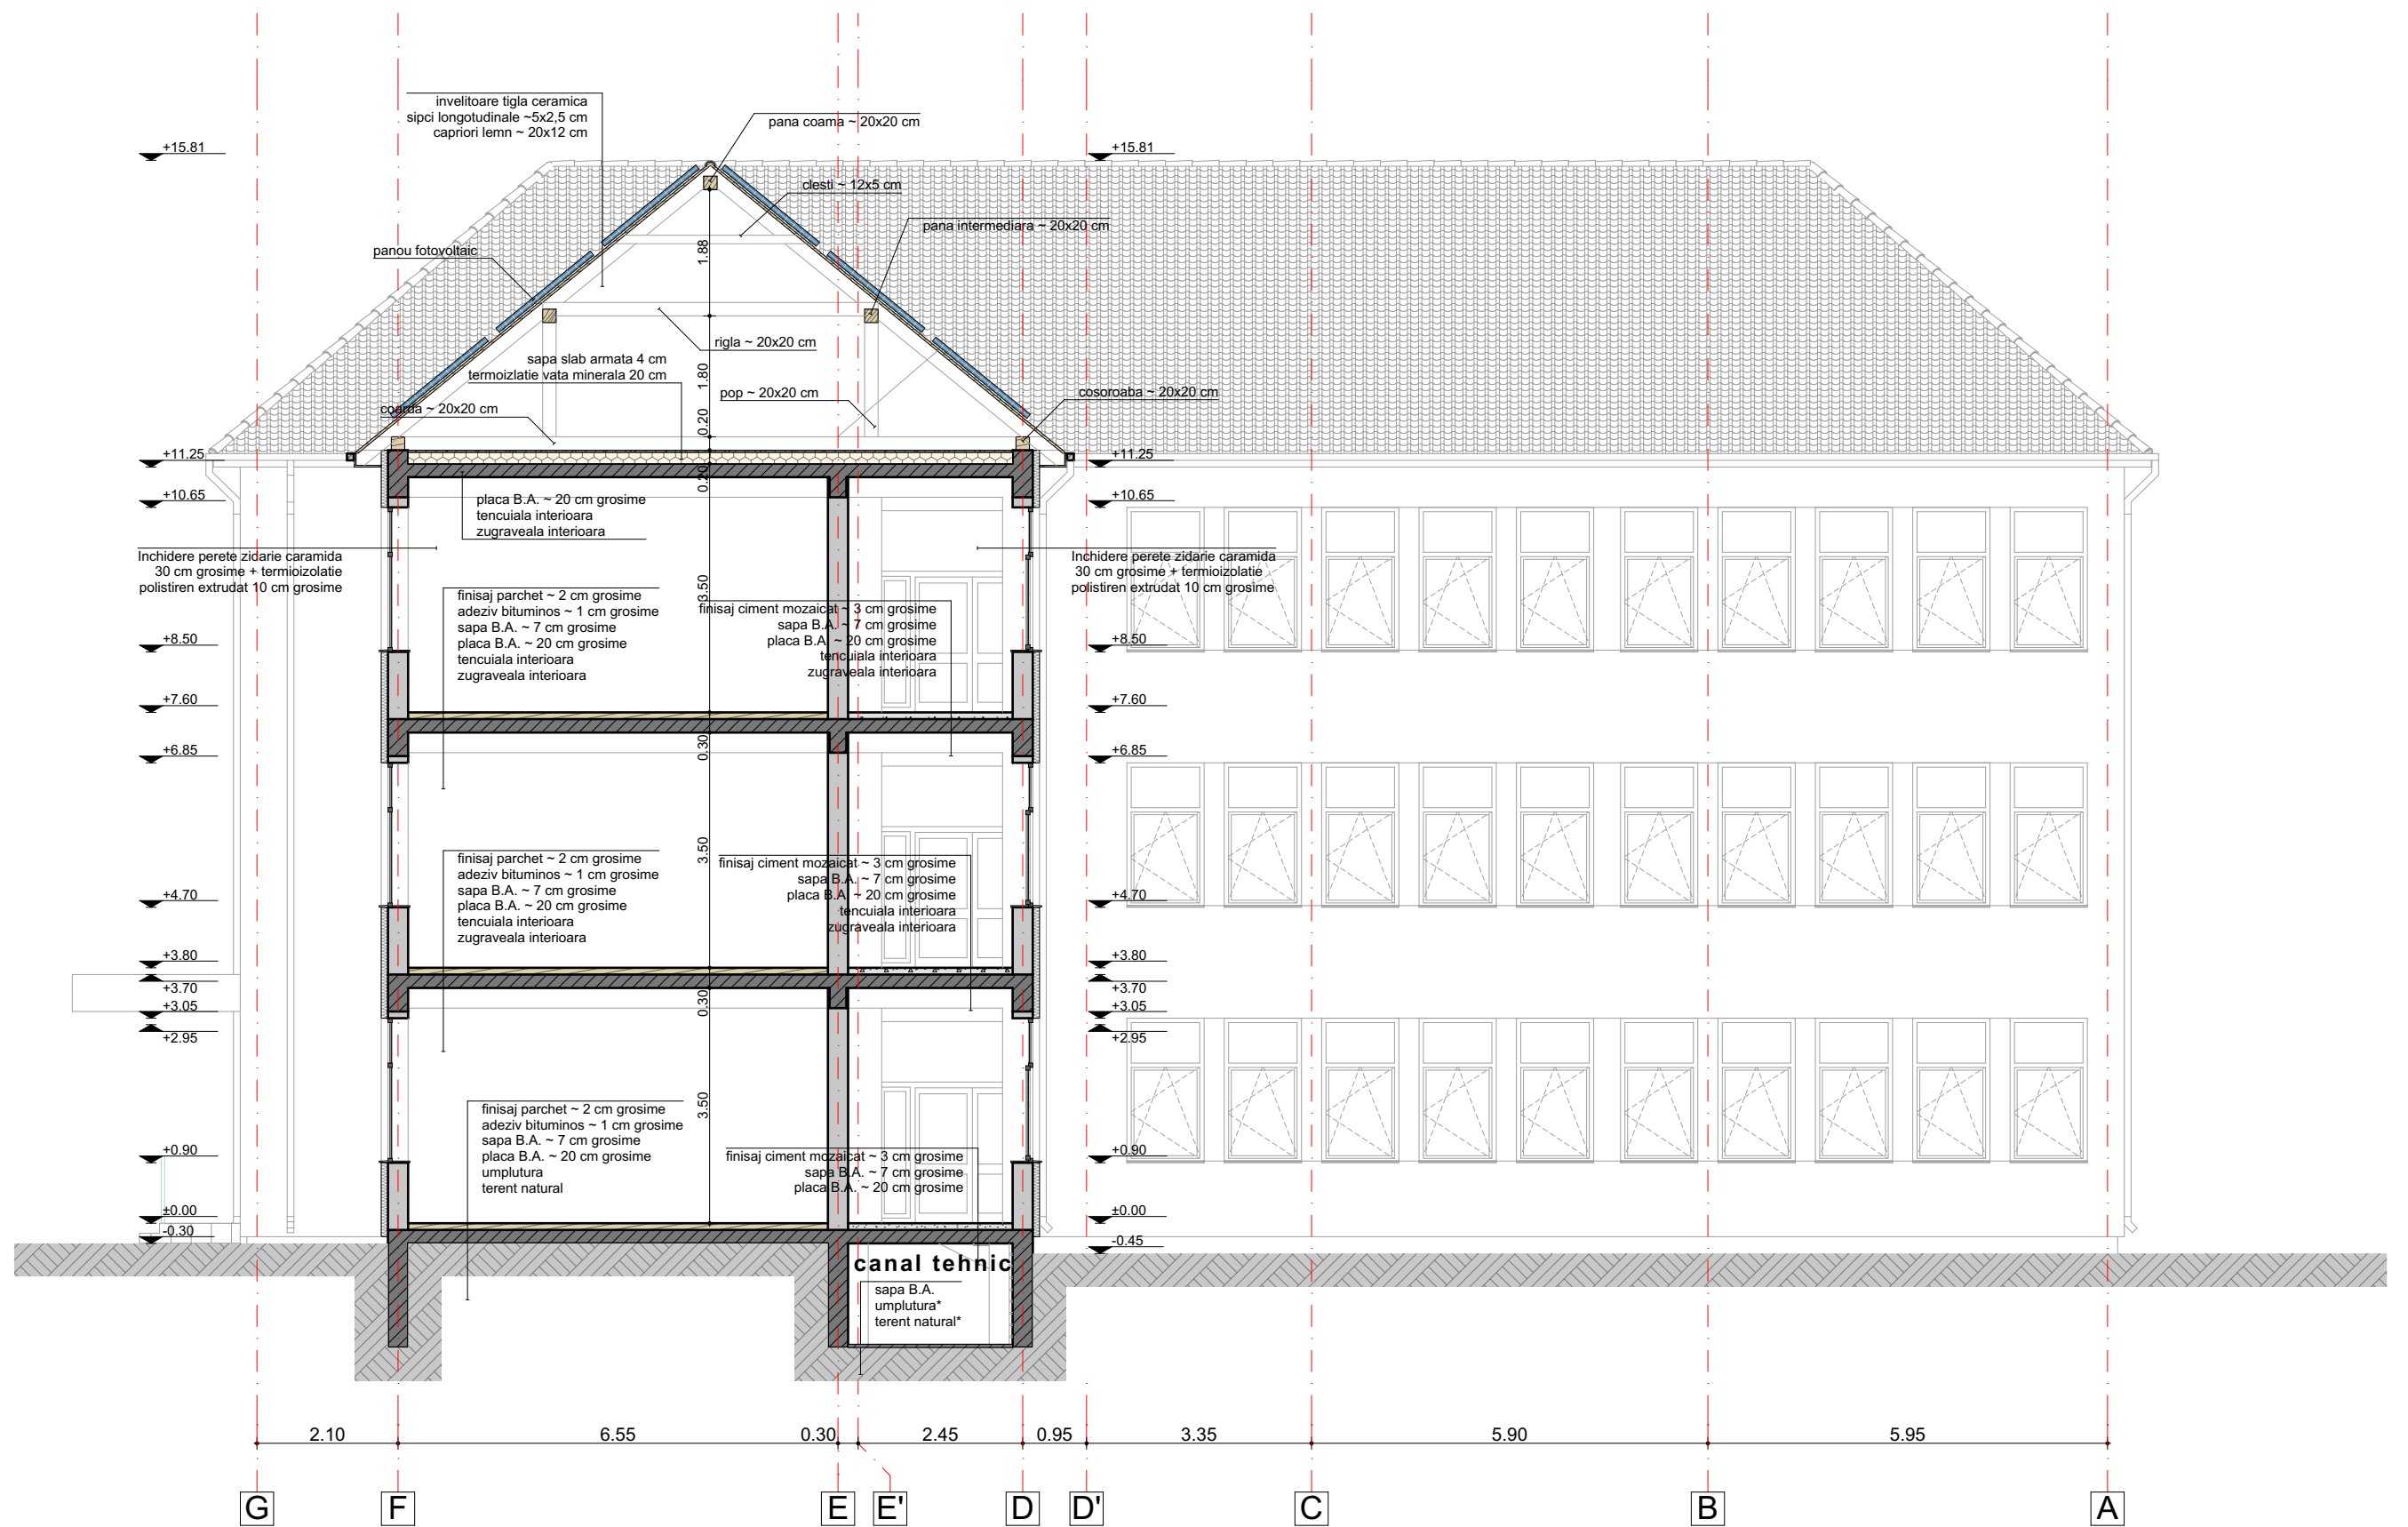 invelitoare tigla ceramica
sipci longotudinale ~5x2,5 cm
capriori lemn ~ 20x12 cm
pana coama ~ 20x20 cm
+15.81
+15.81
clesti ~ 12x5 cm
pana intermediara ~ 20x20 cm
panou fotovoltaic
1.88
rigla ~ 20x20 cm
sapa slab armata 4 cm
termoizlatie vata minerala 20 cm
1.80
pop ~ 20x20 cm
cosoroaba ~ 20x20 cm
coarda ~ 20x20 cm
0.20
+11.25
+11.25
0.20
+10.65
+10.65
placa B.A. ~ 20 cm grosime
tencuiala interioara
zugraveala interioara
Inchidere perete zidarie caramida
30 cm grosime + termioizolatie
polistiren extrudat 10 cm grosime
Inchidere perete zidarie caramida
30 cm grosime + termioizolatie
polistiren extrudat 10 cm grosime
3.50
finisaj parchet ~ 2 cm grosime
adeziv bituminos ~ 1 cm grosime
sapa B.A. ~ 7 cm grosime
placa B.A. ~ 20 cm grosime
tencuiala interioara
zugraveala interioara
finisaj ciment mozaicat ~ 3 cm grosime
sapa B.A. ~ 7 cm grosime
placa B.A. ~ 20 cm grosime
tencuiala interioara
zugraveala interioara
+8.50
+8.50
+7.60
+7.60
0.30
+6.85
+6.85
3.50
finisaj parchet ~ 2 cm grosime
adeziv bituminos ~ 1 cm grosime
sapa B.A. ~ 7 cm grosime
placa B.A. ~ 20 cm grosime
tencuiala interioara
zugraveala interioara
finisaj ciment mozaicat ~ 3 cm grosime
sapa B.A. ~ 7 cm grosime
placa B.A. ~ 20 cm grosime
tencuiala interioara
zugraveala interioara
+4.70
+4.70
+3.80
+3.80
+3.70
+3.70
0.30
+3.05
+3.05
+2.95
+2.95
3.50
finisaj parchet ~ 2 cm grosime
adeziv bituminos ~ 1 cm grosime
sapa B.A. ~ 7 cm grosime
placa B.A. ~ 20 cm grosime
umplutura
terent natural
finisaj ciment mozaicat ~ 3 cm grosime
sapa B.A. ~ 7 cm grosime
placa B.A. ~ 20 cm grosime
+0.90
+0.90
±0.00
±0.00
-0.30
-0.45
canal tehnic
sapa B.A.
umplutura*
terent natural*
2.10 6.55 0.30 2.45 0.95 3.35 5.90 5.95
G F E E' D D' C B A